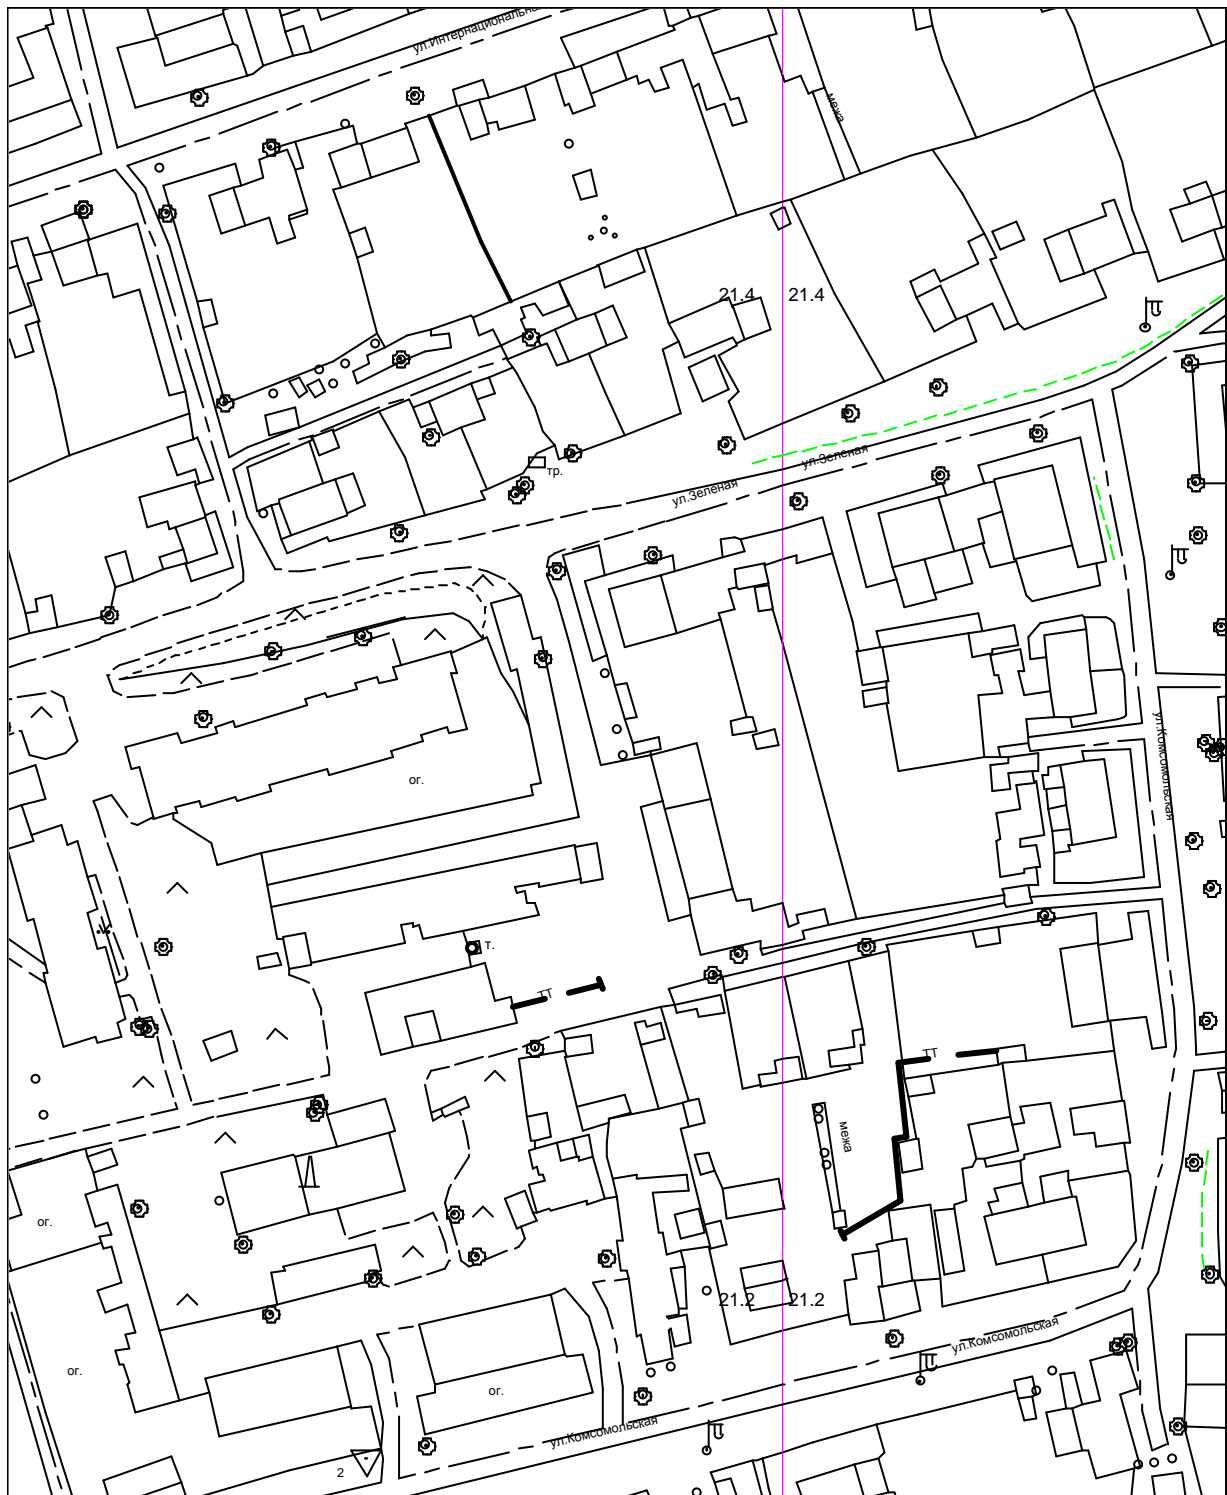 ул.Интернациональная
межа
21.4 21.4
ул.Зеленая
ул.Зеленая
тр.
ул.Комсомольская
ог.
т.
ТТ
ТТ
межа
ог.
21.2 21.2
ул.Комсомольская
ог.
ог.
ул.Комсомольская
2